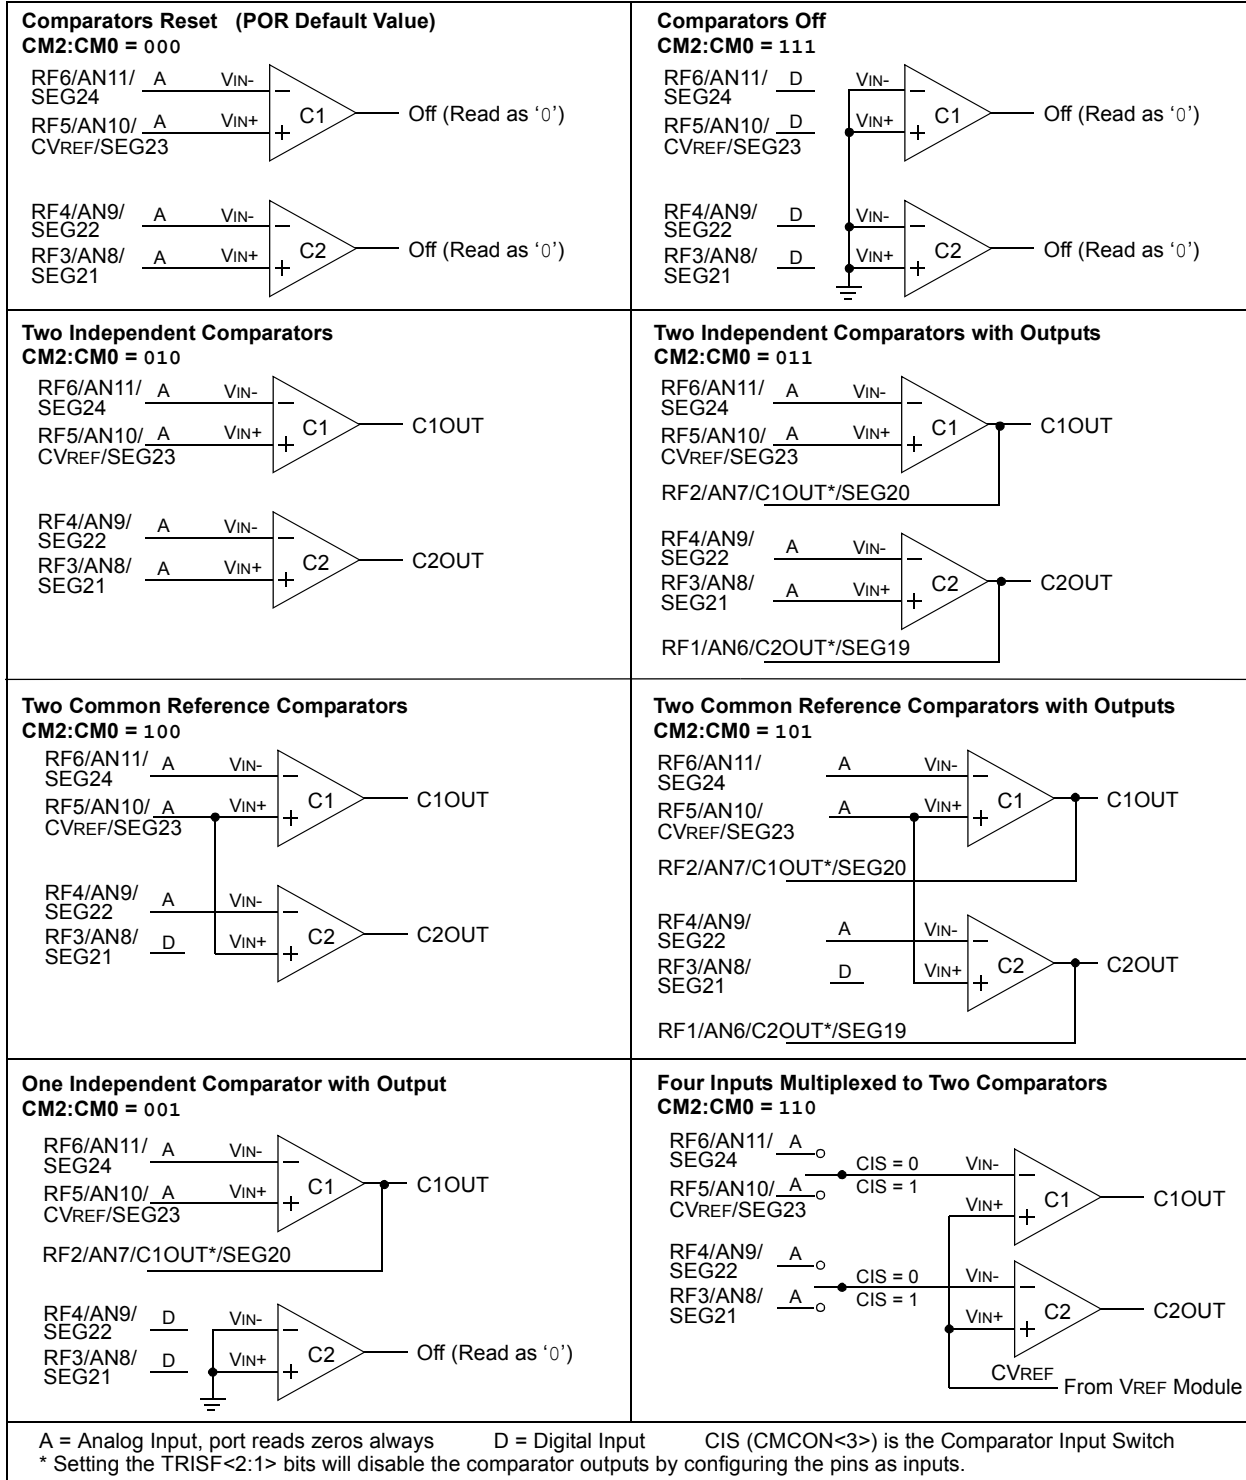 Comparators Reset (POR Default Value)
CM2:CM0 = 000
RF6/AN11/ A VIN-
SEG24
C1 Off (Read as ‘0’)
RF5/AN10/ A VIN+
CVREF/SEG23
RF4/AN9/ A VIN-
SEG22
C2 Off (Read as ‘0’)
RF3/AN8/ A VIN+
SEG21
Comparators Off
CM2:CM0 = 111
RF6/AN11/ D VIN-
SEG24
C1 Off (Read as ‘0’)
RF5/AN10/ D VIN+
CVREF/SEG23
RF4/AN9/ D VIN-
SEG22
C2 Off (Read as ‘0’)
RF3/AN8/ D VIN+
SEG21
Two Independent Comparators
CM2:CM0 = 010
RF6/AN11/ A VIN-
SEG24
C1 C1OUT
RF5/AN10/ A VIN+
CVREF/SEG23
RF4/AN9/ A VIN-
SEG22
C2 C2OUT
RF3/AN8/ A VIN+
SEG21
Two Independent Comparators with Outputs
CM2:CM0 = 011
RF6/AN11/ A VIN-
SEG24
C1 C1OUT
RF5/AN10/ A VIN+
CVREF/SEG23
RF2/AN7/C1OUT*/SEG20
RF4/AN9/ A VIN-
SEG22
C2 C2OUT
RF3/AN8/ A VIN+
SEG21
RF1/AN6/C2OUT*/SEG19
Two Common Reference Comparators
CM2:CM0 = 100
RF6/AN11/ A VIN-
SEG24
C1 C1OUT
RF5/AN10/ A VIN+
CVREF/SEG23
RF4/AN9/ A VIN-
SEG22
C2 C2OUT
RF3/AN8/ D VIN+
SEG21
Two Common Reference Comparators with Outputs
CM2:CM0 = 101
RF6/AN11/ A VIN-
SEG24
C1 C1OUT
RF5/AN10/ A VIN+
CVREF/SEG23
RF2/AN7/C1OUT*/SEG20
RF4/AN9/ A VIN-
SEG22
C2 C2OUT
RF3/AN8/ D VIN+
SEG21
RF1/AN6/C2OUT*/SEG19
One Independent Comparator with Output
CM2:CM0 = 001
RF6/AN11/ A VIN-
SEG24
C1 C1OUT
RF5/AN10/ A VIN+
CVREF/SEG23
RF2/AN7/C1OUT*/SEG20
RF4/AN9/ D VIN-
SEG22
C2 Off (Read as ‘0’)
RF3/AN8/ D VIN+
SEG21
Four Inputs Multiplexed to Two Comparators
CM2:CM0 = 110
RF6/AN11/ A
SEG24
CIS = 0 VIN-
RF5/AN10/ A CIS = 1
CVREF/SEG23
VIN+ C1 C1OUT
RF4/AN9/ A
SEG22
CIS = 0 VIN-
RF3/AN8/ A CIS = 1
SEG21
VIN+ C2 C2OUT
CVREF
From VREF Module
A = Analog Input, port reads zeros always D = Digital Input CIS (CMCON<3>) is the Comparator Input Switch
* Setting the TRISF<2:1> bits will disable the comparator outputs by configuring the pins as inputs.